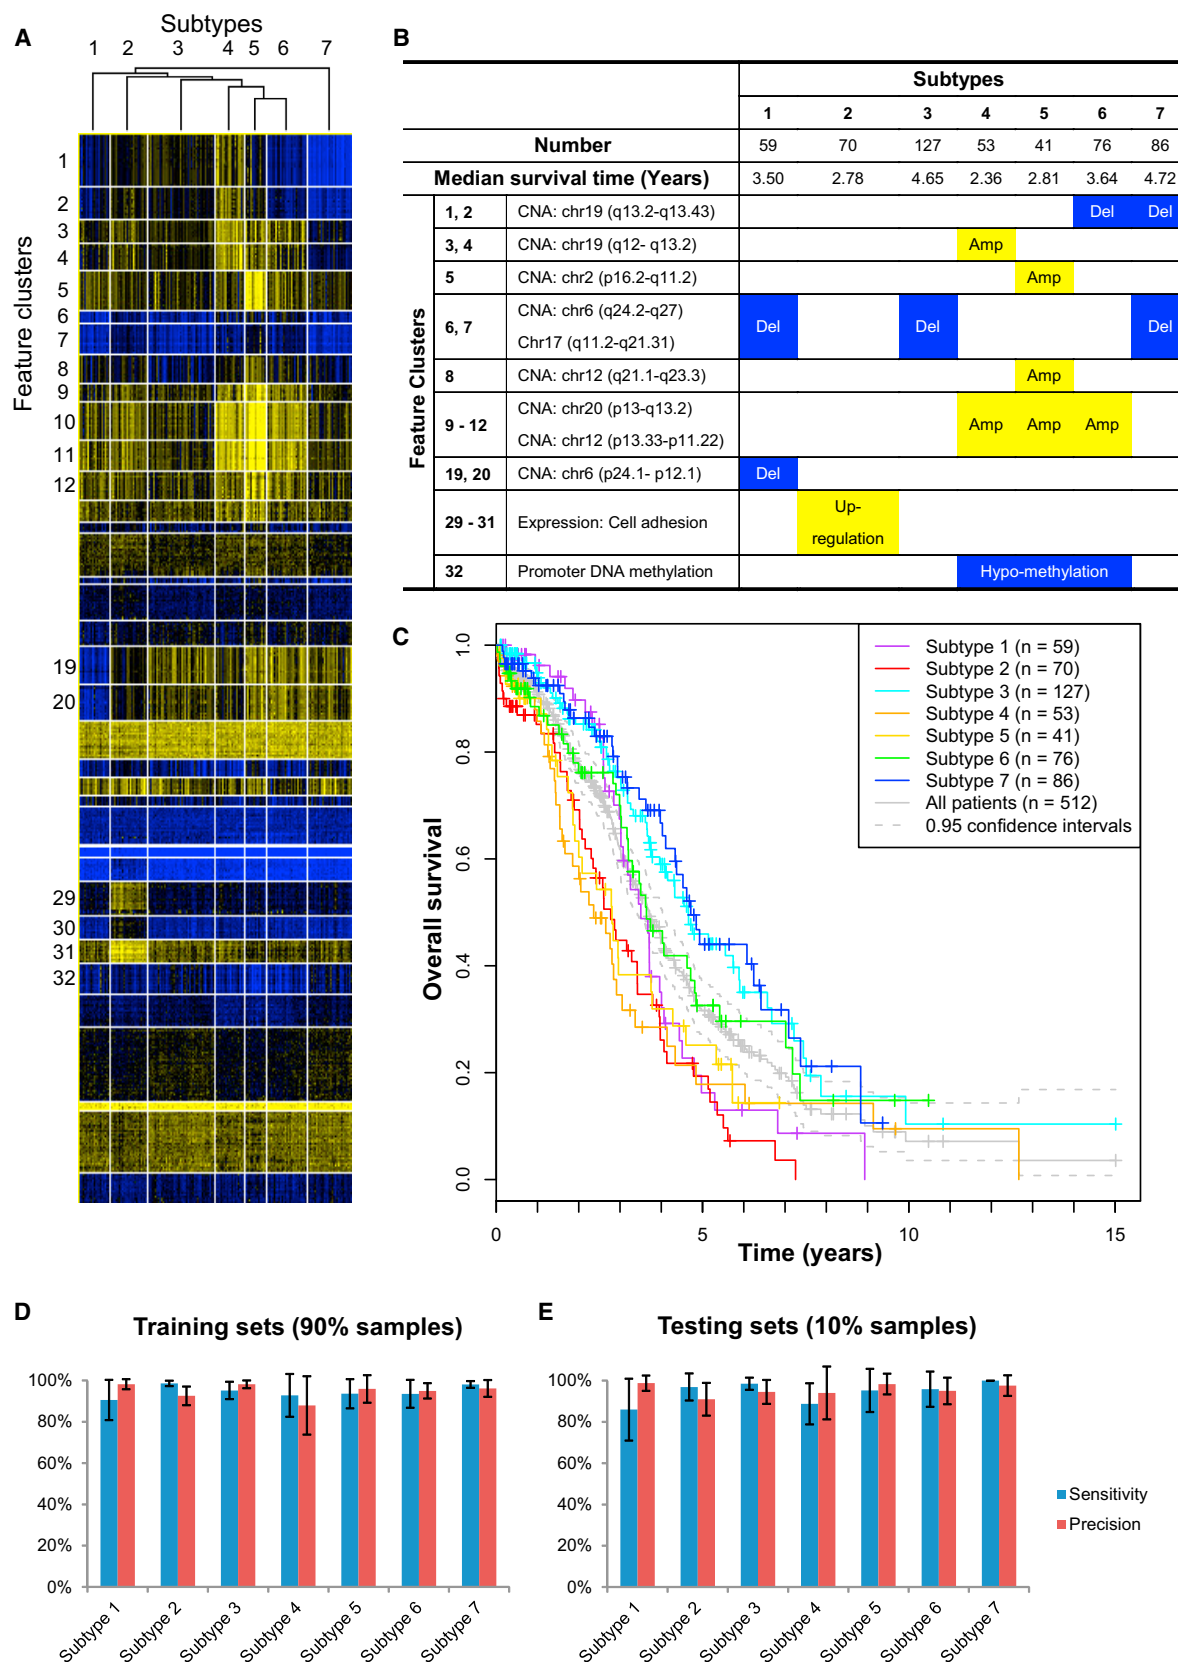 A
Subtypes
1 2 3 4 5 6 7
Feature clusters
1
2
3
4
5
6
7
8
9
10
11
12
19
20
29
30
31
32
B
Subtypes
1 2 3 4 5 6 7
Number 59 70 127 53 41 76 86
Median survival time (Years) 3.50 2.78 4.65 2.36 2.81 3.64 4.72
Feature Clusters
1, 2 CNA: chr19 (q13.2-q13.43) Del Del
3, 4 CNA: chr19 (q12- q13.2) Amp
5 CNA: chr2 (p16.2-q11.2) Amp
6, 7 CNA: chr6 (q24.2-q27)
Chr17 (q11.2-q21.31)
Del Del Del
8 CNA: chr12 (q21.1-q23.3) Amp
9 - 12 CNA: chr20 (p13-q13.2)
CNA: chr12 (p13.33-p11.22)
Amp Amp Amp
19, 20 CNA: chr6 (p24.1- p12.1) Del
29 - 31 Expression: Cell adhesion
Up-
regulation
32 Promoter DNA methylation Hypo-methylation
C
Overall survival
1.0
0.8
0.6
0.4
0.2
0.0
0 5 10 15
Time (years)
Subtype 1 (n = 59)
Subtype 2 (n = 70)
Subtype 3 (n = 127)
Subtype 4 (n = 53)
Subtype 5 (n = 41)
Subtype 6 (n = 76)
Subtype 7 (n = 86)
All patients (n = 512)
0.95 confidence intervals
D
Training sets (90% samples)
100%
80%
60%
40%
20%
0%
Subtype 1
Subtype 2
Subtype 3
Subtype 4
Subtype 5
Subtype 6
Subtype 7
E
Testing sets (10% samples)
100%
80%
60%
40%
20%
0%
Subtype 1
Subtype 2
Subtype 3
Subtype 4
Subtype 5
Subtype 6
Subtype 7
Sensitivity
Precision